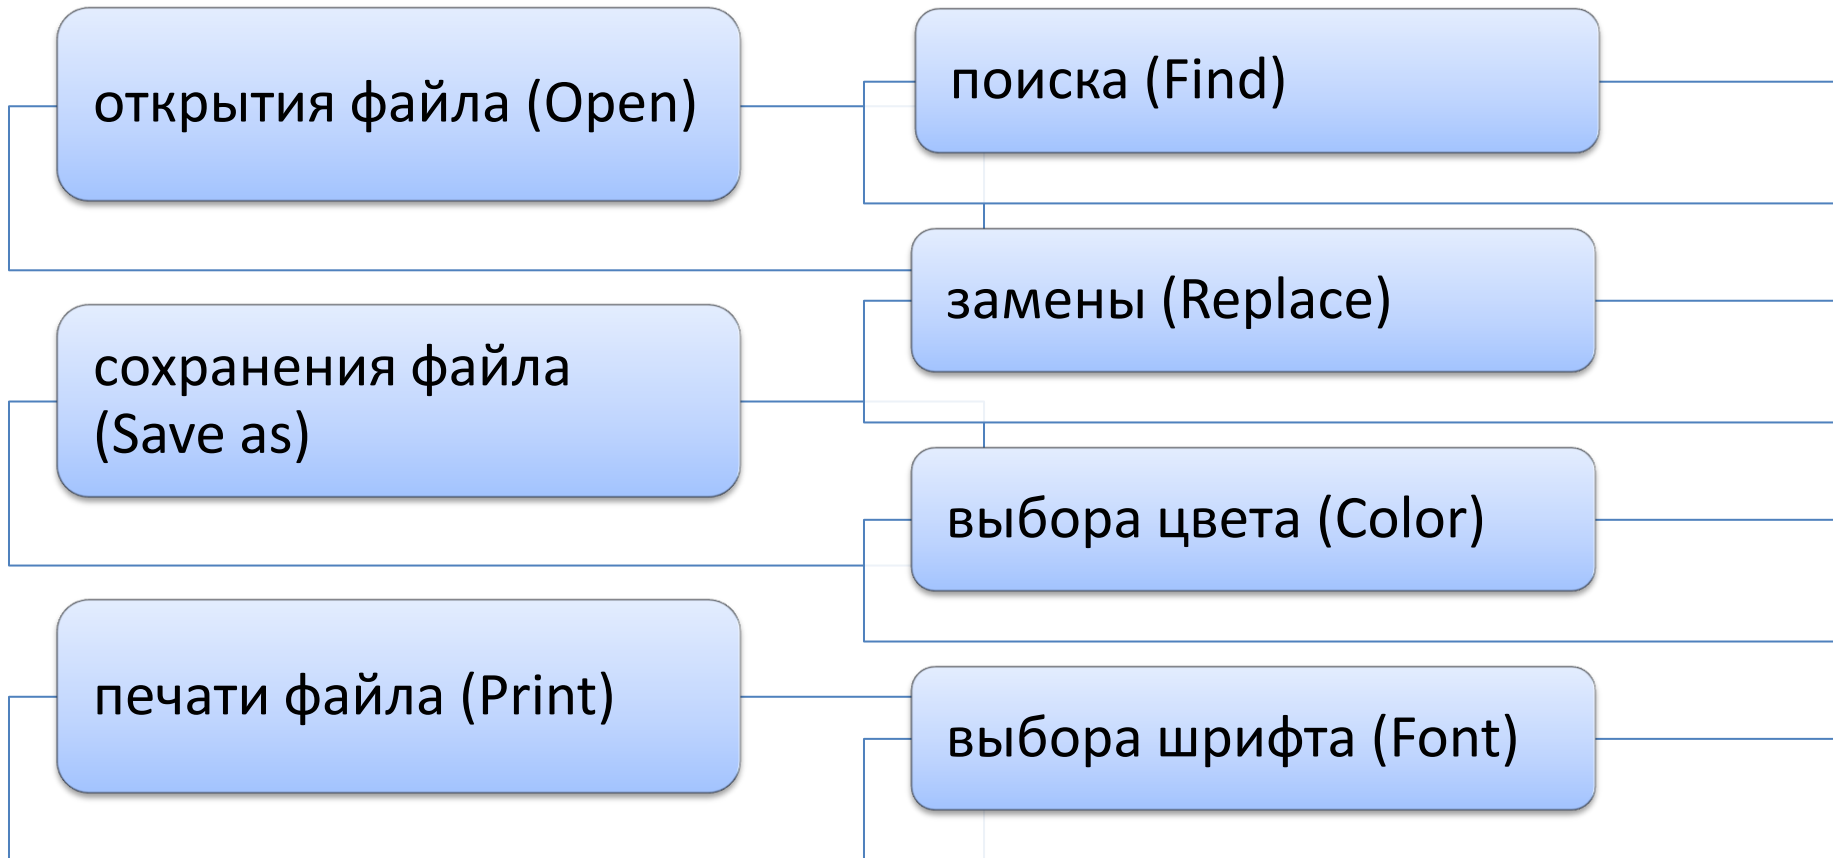 открытия файла (Open)
сохранения файла
(Save as)
печати файла (Print)
поиска (Find)
замены (Replace)
выбора цвета (Color)
выбора шрифта (Font)